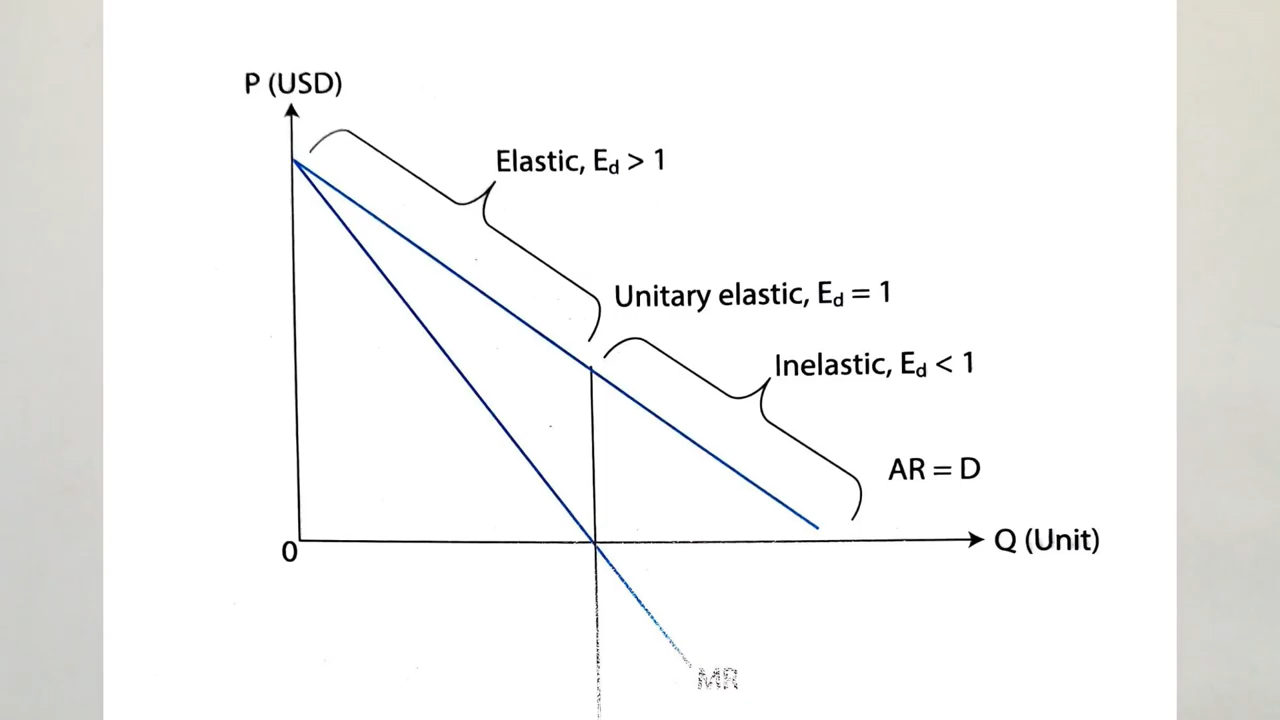 P (USD)
Elastic, Ed > 1
Unitary elastic, Ed = 1
Inelastic, Ed < 1
AR = D
0
Q (Unit)
MR